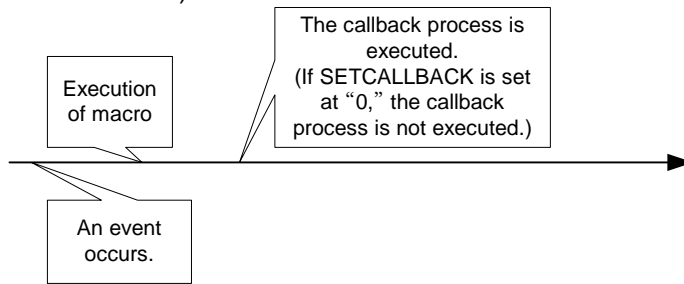 The callback process is
executed.
(If SETCALLBACK is set
at “0,” the callback
process is not executed.)
Execution
of macro
An event
occurs.